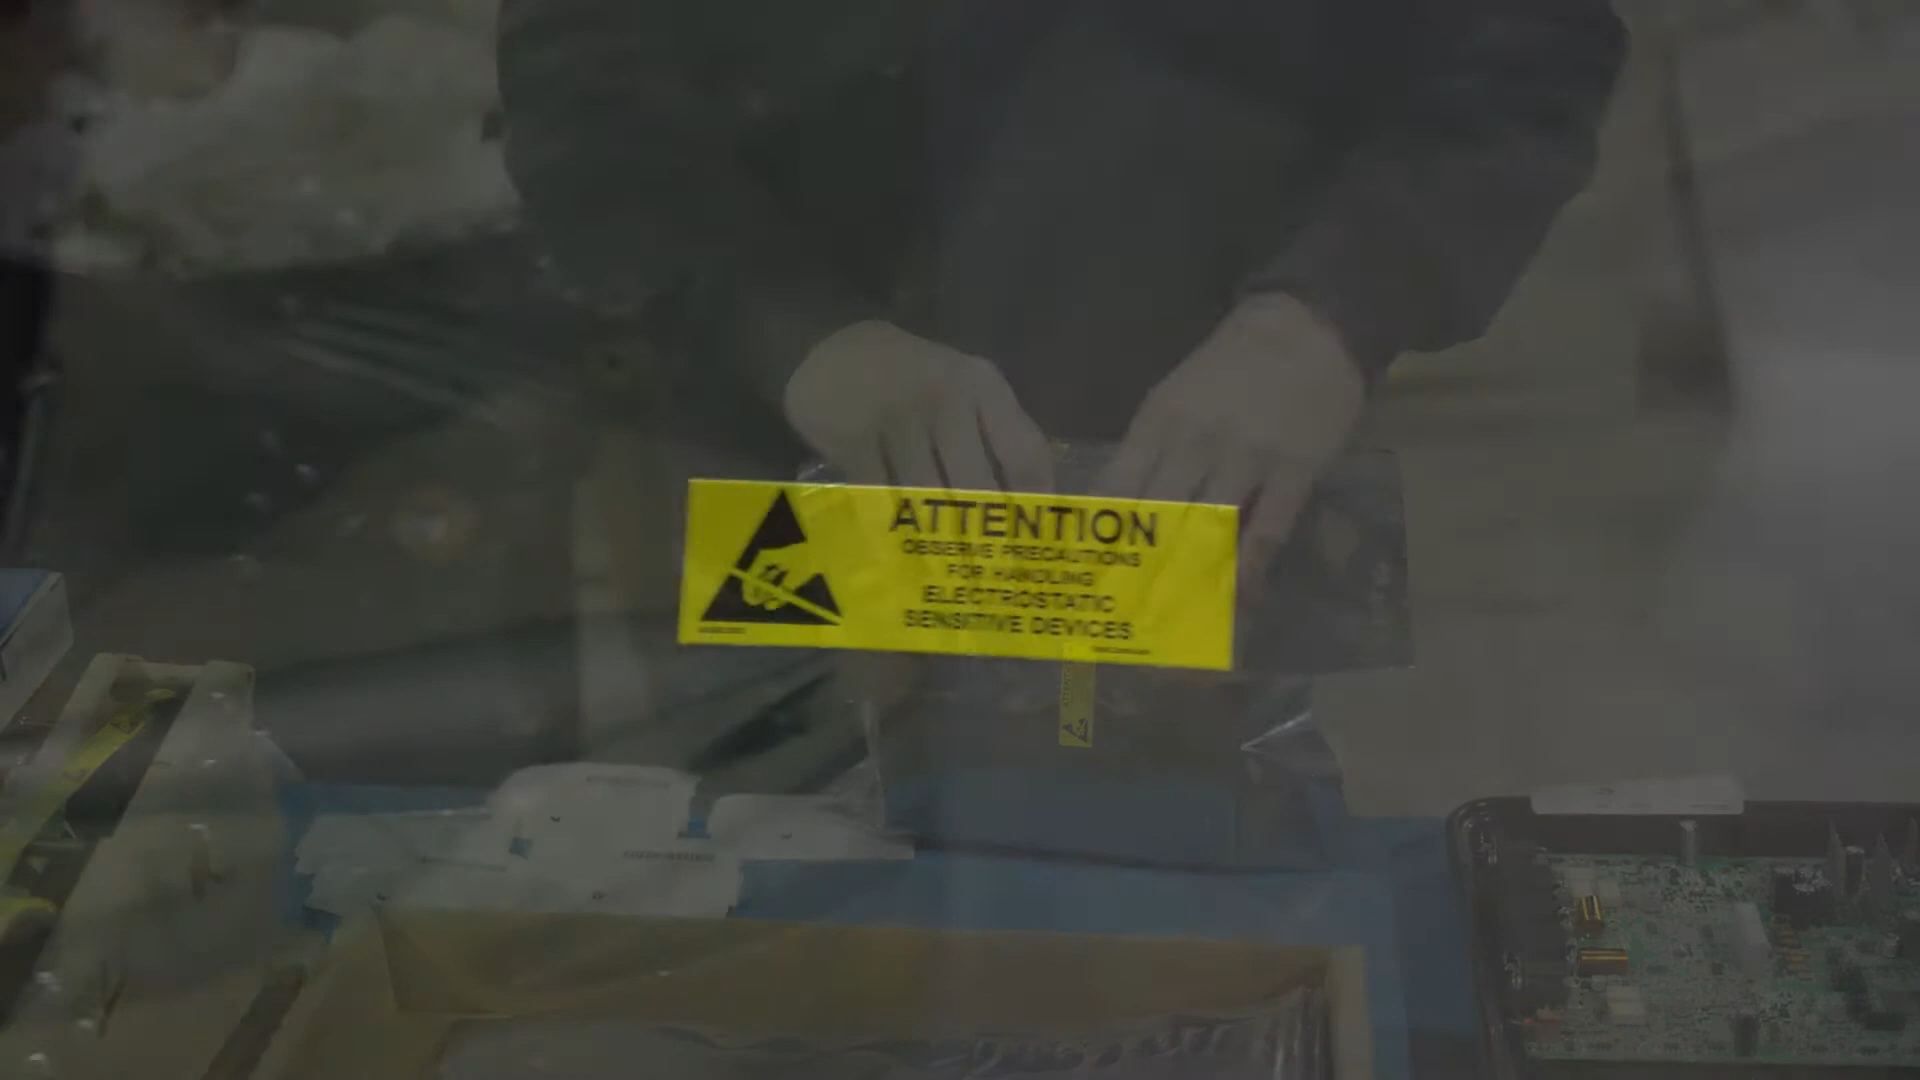 ATTENTION
OBSERVE PRECAUTIONS
FOR HANDLING
ELECTROSTATIC
SENSITIVE DEVICES